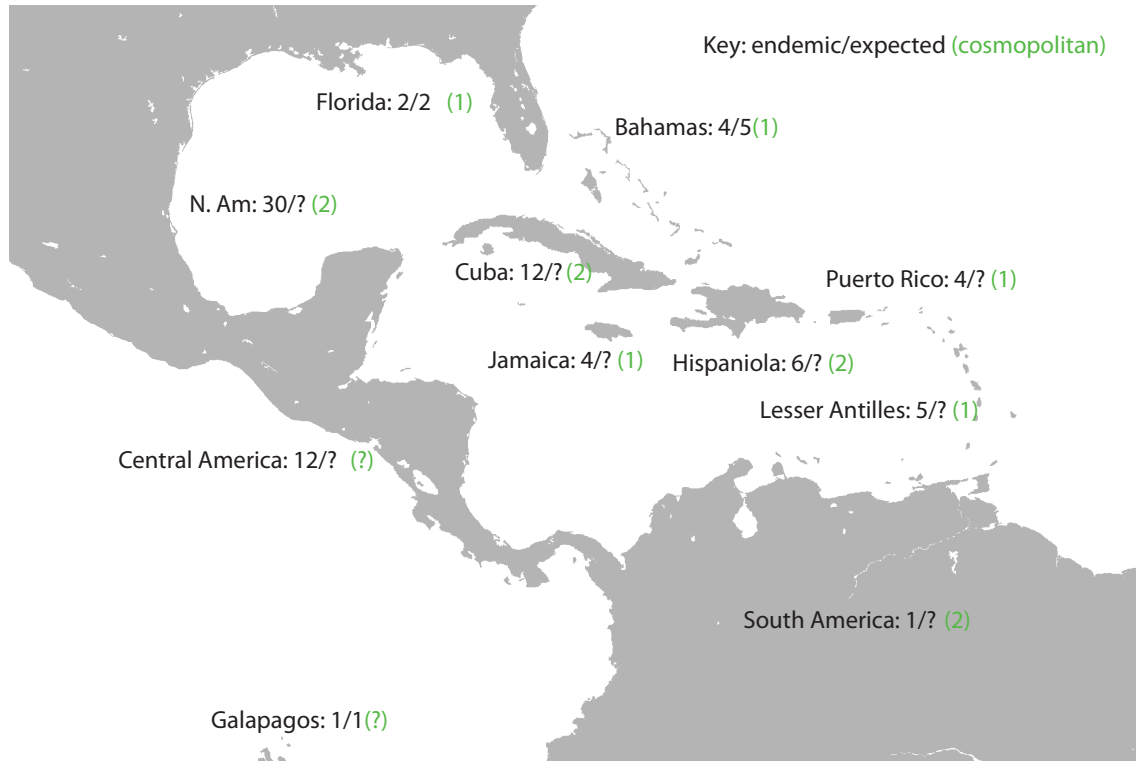 Key: endemic/expected (cosmopolitan)
Florida: 2/2 (1)
Bahamas: 4/5(1)
N. Am: 30/? (2)
Cuba: 12/? (2)
Puerto Rico: 4/? (1)
Jamaica: 4/? (1)
Hispaniola: 6/? (2)
Lesser Antilles: 5/? (1)
Central America: 12/? (?)
South America: 1/? (2)
Galapagos: 1/1(?)